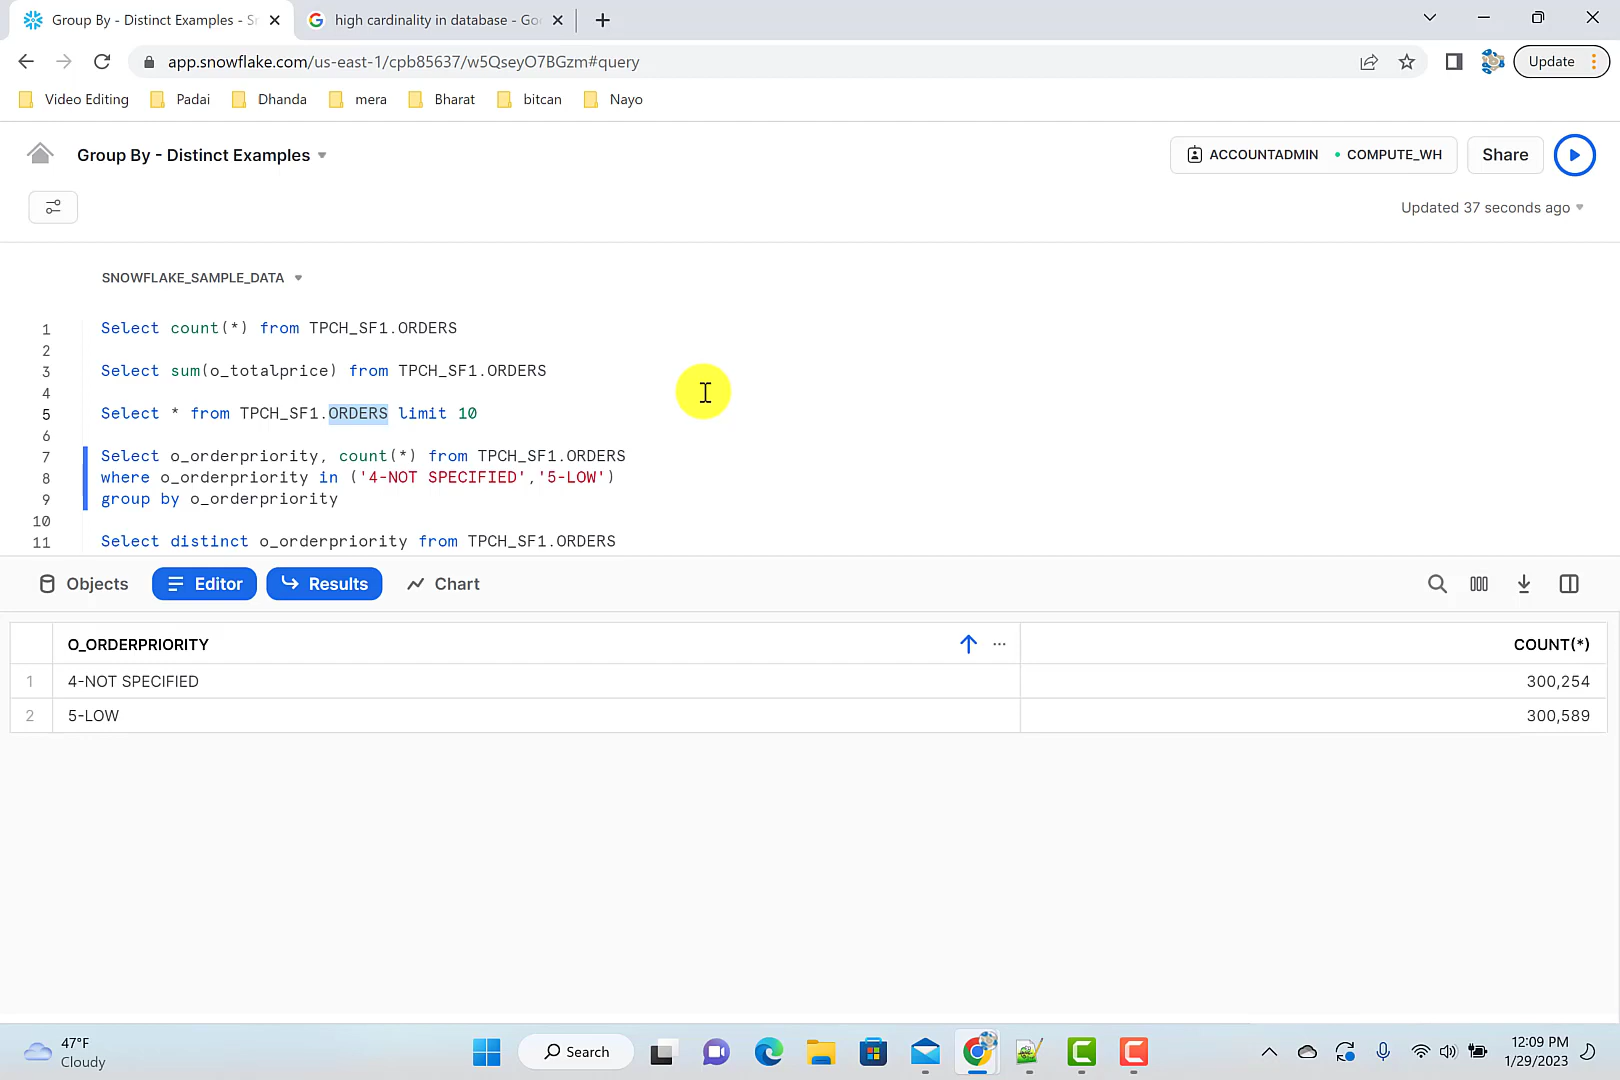 Group By - Distinct Examples - S
high cardinality in database - Goo
app.snowflake.com/us-east-1/cpb85637/w5QseyO7BGzm#query
Update
Video Editing
Padai
Dhanda
mera
Bharat
bitcan
Nayo
Group By - Distinct Examples
ACCOUNTADMIN
COMPUTE_WH
Share
Updated 37 seconds ago
SNOWFLAKE_SAMPLE_DATA
1 Select count(*) from TPCH_SF1.ORDERS
2
3 Select sum(o_totalprice) from TPCH_SF1.ORDERS
4
5 Select * from TPCH_SF1.ORDERS limit 10
6
7 Select o_orderpriority, count(*) from TPCH_SF1.ORDERS
8 where o_orderpriority in ('4-NOT SPECIFIED','5-LOW')
9 group by o_orderpriority
10
11 Select distinct o_orderpriority from TPCH_SF1.ORDERS
Objects
Editor
Results
Chart
O_ORDERPRIORITY
COUNT(*)
1 4-NOT SPECIFIED 300,254
2 5-LOW 300,589
47°F
Cloudy
Search
12:09 PM
1/29/2023